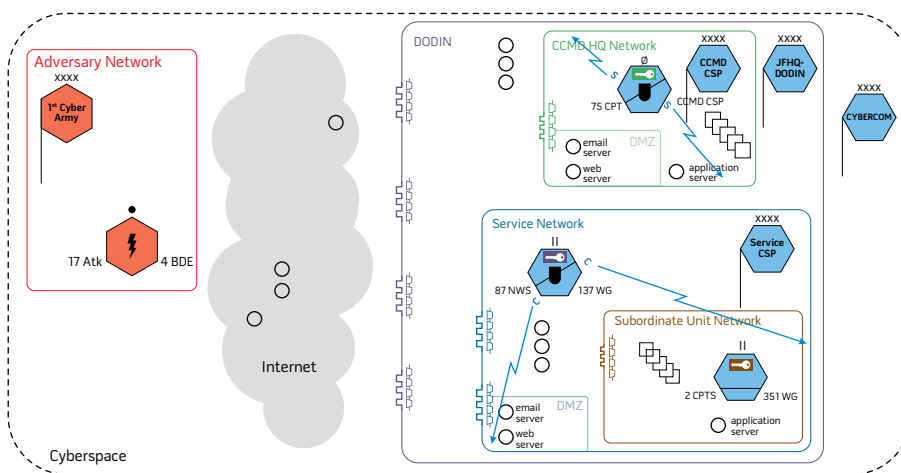 Adversary Network
XXXX
1st Cyber
Army
17 Atk
4 BDE
Internet
Cyberspace
DODIN
CCMD HQ Network
Ø
S
S
75 CPT
CCMD CSP
XXXX
CCMD
CSP
XXXX
JFHQ-
DODIN
XXXX
CYBERCOM
DMZ
email
server
web
server
application
server
Service Network
II
C
C
87 NWS
137 WG
XXXX
Service
CSP
Subordinate Unit Network
II
2 CPTS
351 WG
application
server
DMZ
email
server
web
server